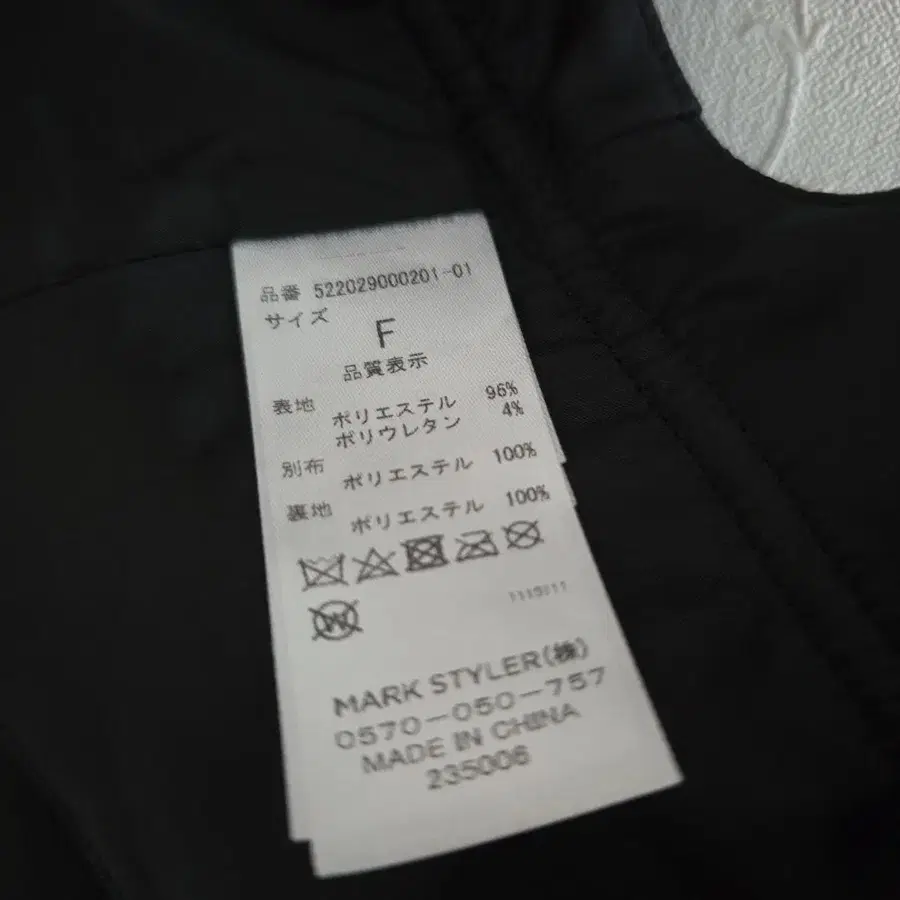 品番 522029000201-01
サイズ
F
品質表示
表地 ポリエステル 96%
ポリウレタン 4%
別布 ポリエステル 100%
裏地 ポリエステル 100%
W
MARK STYLER(株)
0570-050-757
MADE IN CHINA
235006